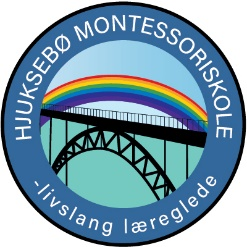 HJUKSEBØ MONTESSORISKOLE
-livslang læreglede